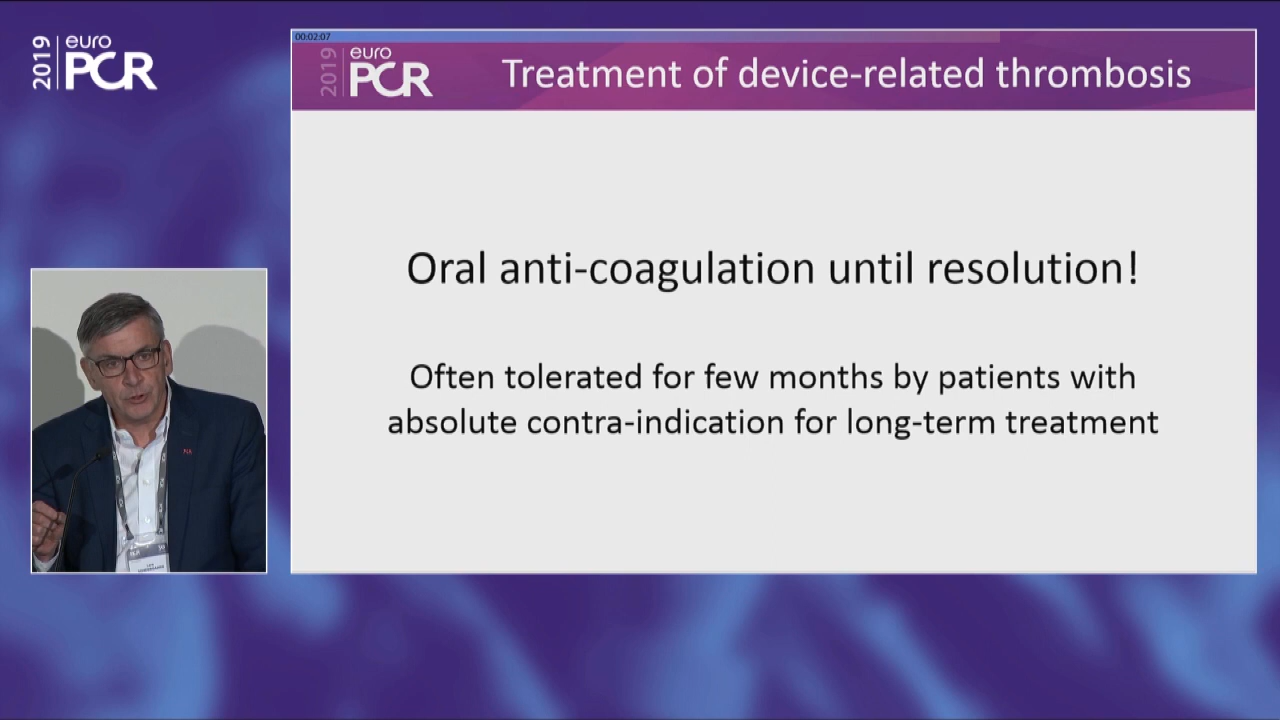 2019
euro
PCR
00:02:07
2019
euro
PCR
Treatment of device-related thrombosis
Oral anti-coagulation until resolution!
Often tolerated for few months by patients with
absolute contra-indication for long-term treatment